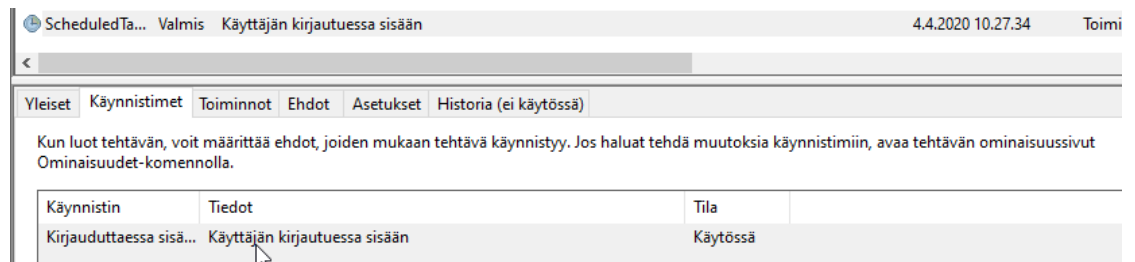 ScheduledTa... Valmis Käyttäjän kirjautuessa sisään 4.4.2020 10.27.34 Toimi
Yleiset Käynnistimet Toiminnot Ehdot Asetukset Historia (ei käytössä)
Kun luot tehtävän, voit määrittää ehdot, joiden mukaan tehtävä käynnistyy. Jos haluat tehdä muutoksia käynnistimiin, avaa tehtävän ominaisuussivut
Ominaisuudet-komennolla.
Käynnistin Tiedot Tila
Kirjauduttaessa sisä... Käyttäjän kirjautuessa sisään Käytössä